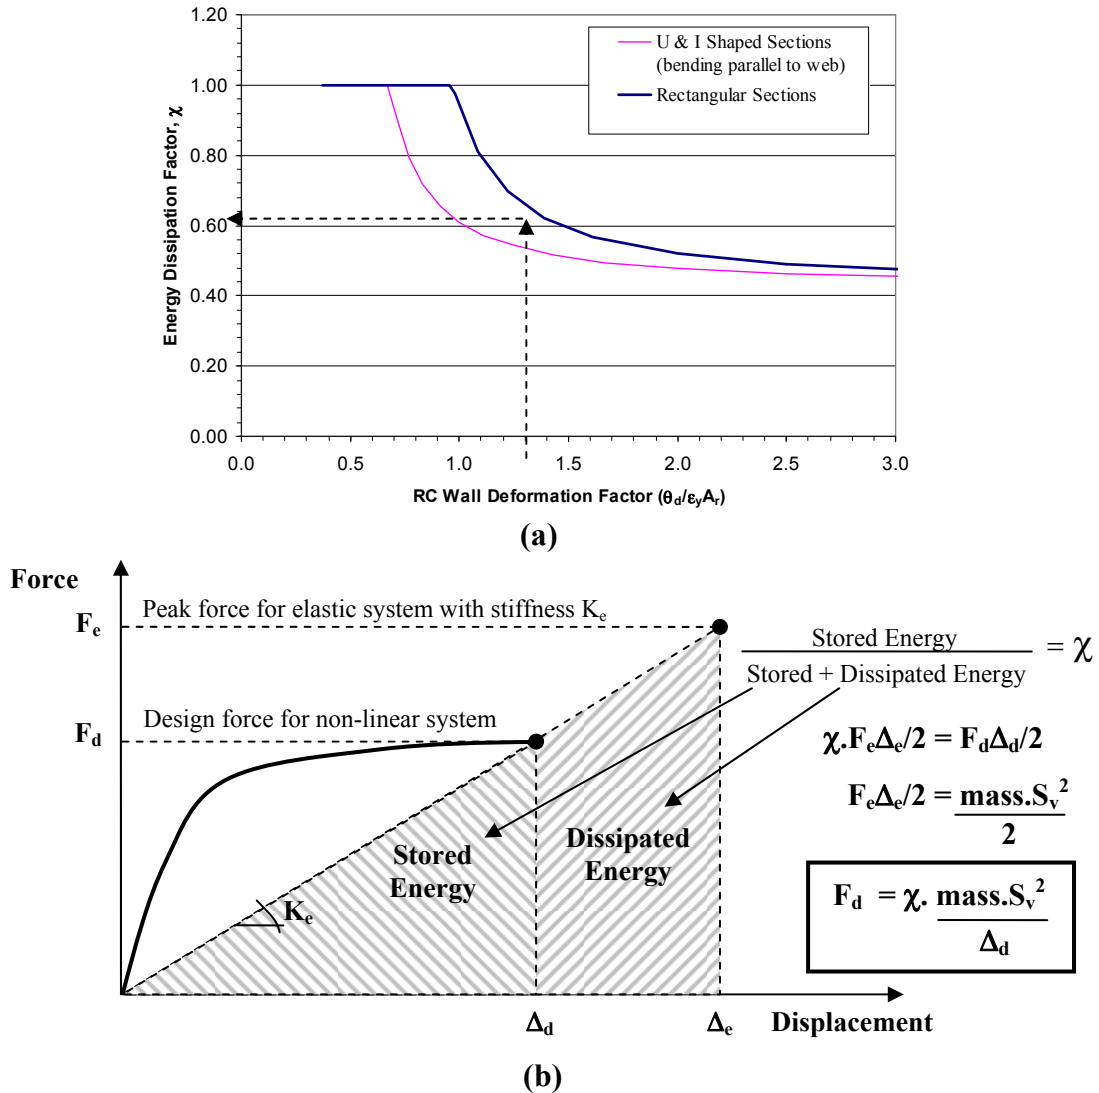 1.20
1.00
0.80
0.60
0.40
0.20
0.00
Energy Dissipation Factor, χ
U & I Shaped Sections
(bending parallel to web)
Rectangular Sections
0.0 0.5 1.0 1.5 2.0 2.5 3.0
RC Wall Deformation Factor (θd/εyAr)
(a)
Force
Peak force for elastic system with stiffness Ke
Fe
Stored Energy
Stored + Dissipated Energy
= χ
Design force for non-linear system
Fd
χ.FeΔe/2 = FdΔd/2
FeΔe/2 = mass.Sv²
2
Stored
Energy
Dissipated
Energy
Ke
Fd = χ. mass.Sv²
Δd
Δd
Δe
Displacement
(b)